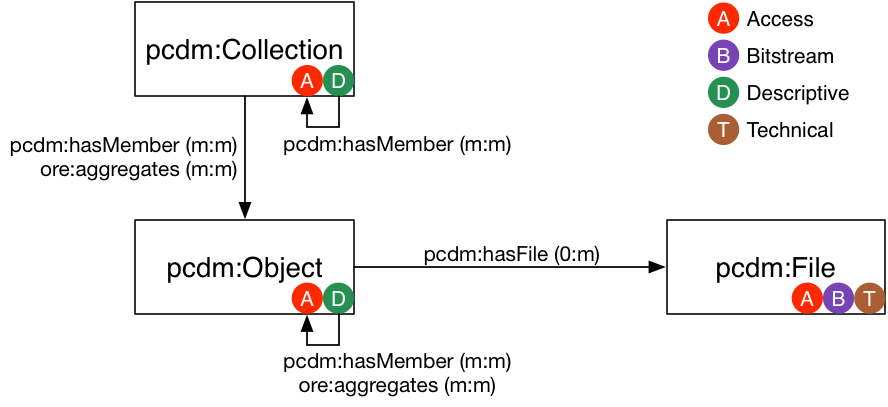 pcdm:Collection
A D
pcdm:hasMember (m:m)
pcdm:hasMember (m:m)
ore:aggregates (m:m)
pcdm:Object
A D
pcdm:hasMember (m:m)
ore:aggregates (m:m)
pcdm:hasFile (0:m)
pcdm:File
A B T
A Access
B Bitstream
D Descriptive
T Technical